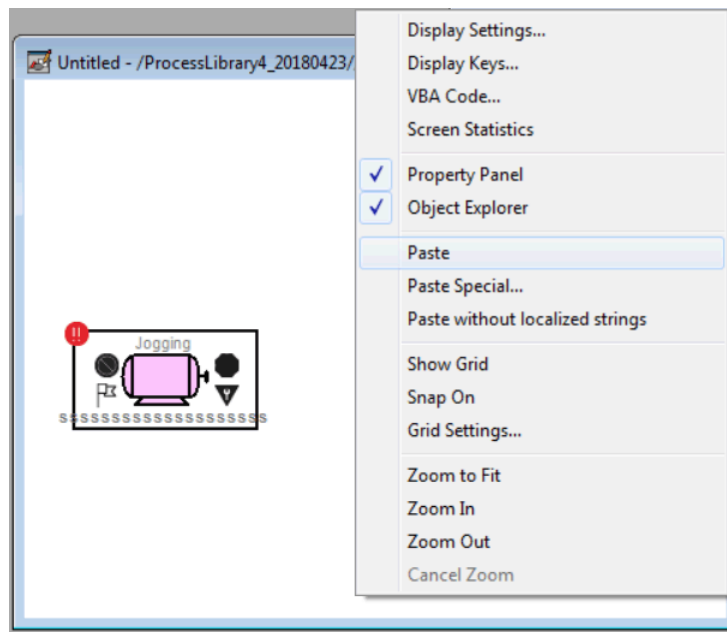 Untitled - /ProcessLibrary4_20180423/
Display Settings...
Display Keys...
VBA Code...
Screen Statistics
Property Panel
Object Explorer
Paste
Paste Special...
Paste without localized strings
Show Grid
Snap On
Grid Settings...
Zoom to Fit
Zoom In
Zoom Out
Cancel Zoom
!!
Jogging
ssssssssssssssssssss